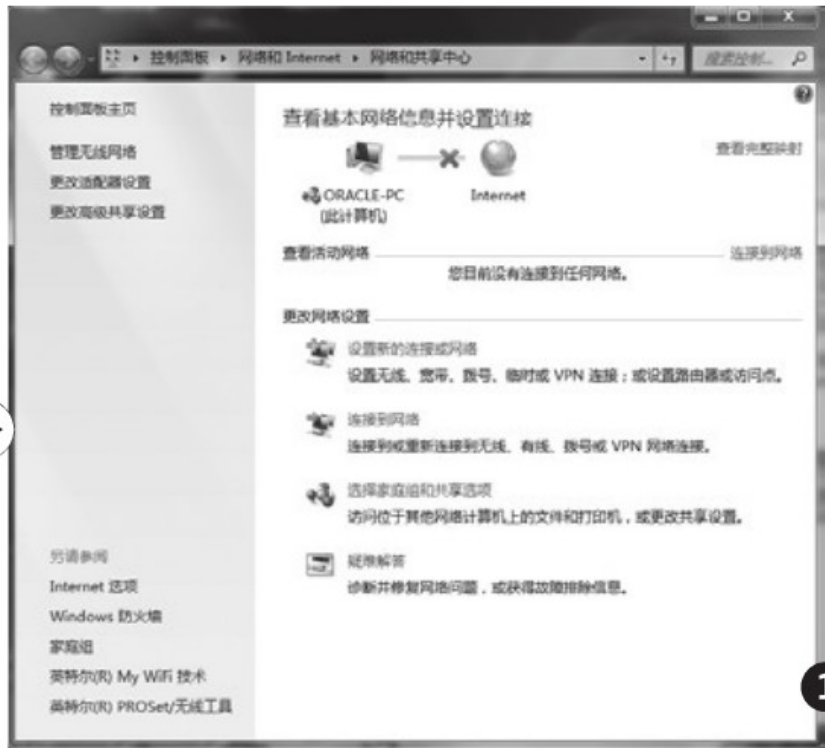 控制面板 ▸ 网络和 Internet ▸ 网络和共享中心
搜索控制...
控制面板主页
管理无线网络
更改适配器设置
更改高级共享设置
查看基本网络信息并设置连接
查看完整映射
ORACLE-PC
(此计算机)
Internet
查看活动网络
连接到网络
您目前没有连接到任何网络。
更改网络设置
设置新的连接或网络
设置无线、宽带、拨号、临时或 VPN 连接；或设置路由器或访问点。
连接到网络
连接到或重新连接到无线、有线、拨号或 VPN 网络连接。
选择家庭组和共享选项
访问位于其他网络计算机上的文件和打印机，或更改共享设置。
疑难解答
诊断并修复网络问题，或获得故障排除信息。
另请参阅
Internet 选项
Windows 防火墙
家庭组
英特尔(R) My WiFi 技术
英特尔(R) PROSet/无线工具
1